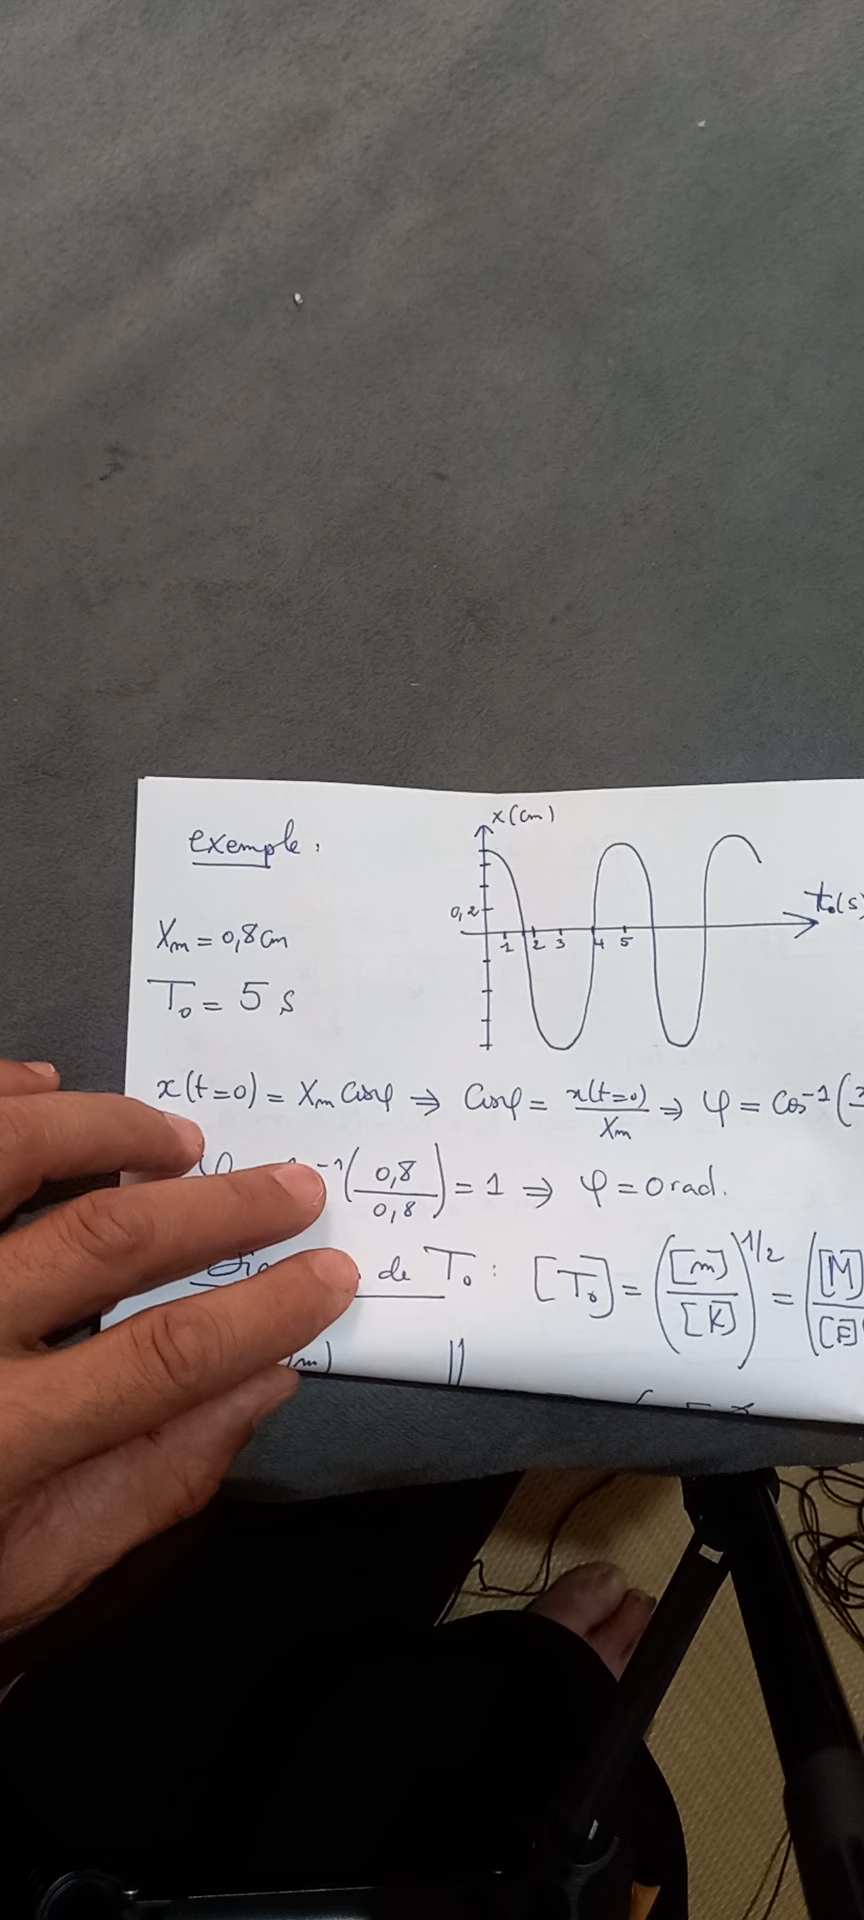 exemple :
x(cm)
0,2
1 2 3 4 5
t.(s)
Xm = 0,8 cm
T₀ = 5 s
x(t=0) = Xm Cosφ ⇒ Cosφ = x(t=0)/Xm ⇒ φ = Cos⁻¹(
⁻¹(0,8/0,8) = 1 ⇒ φ = 0 rad.
de T₀ : [T₀] = ([m]/[K])^1/2 = ([M]/[F]